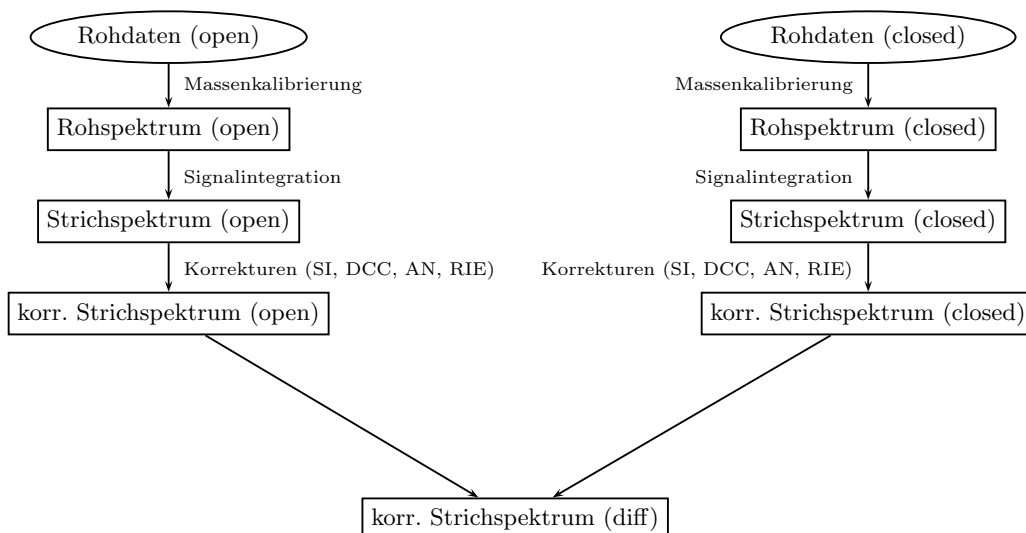 Rohdaten (open)
Rohdaten (closed)
Massenkalibrierung
Massenkalibrierung
Rohspektrum (open)
Rohspektrum (closed)
Signalintegration
Signalintegration
Strichspektrum (open)
Strichspektrum (closed)
Korrekturen (SI, DCC, AN, RIE)
Korrekturen (SI, DCC, AN, RIE)
korr. Strichspektrum (open)
korr. Strichspektrum (closed)
korr. Strichspektrum (diff)